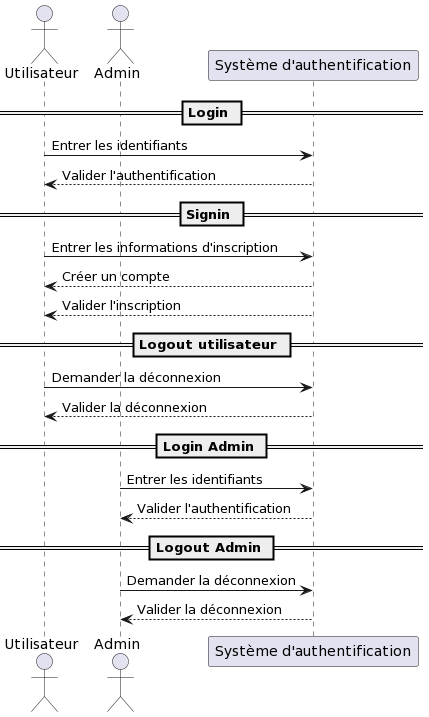 Utilisateur Admin Système d'authentification
Login
Entrer les identifiants
Valider l'authentification
Signin
Entrer les informations d'inscription
Créer un compte
Valider l'inscription
Logout utilisateur
Demander la déconnexion
Valider la déconnexion
Login Admin
Entrer les identifiants
Valider l'authentification
Logout Admin
Demander la déconnexion
Valider la déconnexion
Utilisateur Admin Système d'authentification